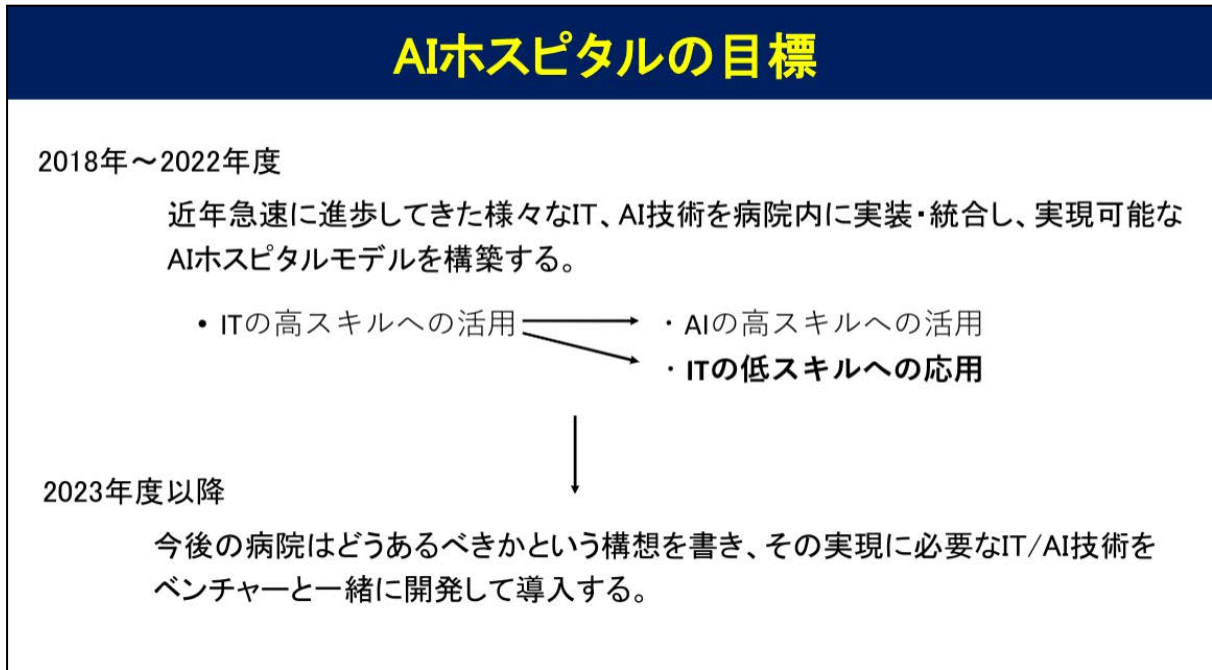 AIホスピタルの目標
2018年～2022年度
近年急速に進歩してきた様々なIT、AI技術を病院内に実装・統合し、実現可能な
AIホスピタルモデルを構築する。
• ITの高スキルへの活用
・AIの高スキルへの活用
・ITの低スキルへの応用
2023年度以降
今後の病院はどうあるべきかという構想を書き、その実現に必要なIT/AI技術を
ベンチャーと一緒に開発して導入する。